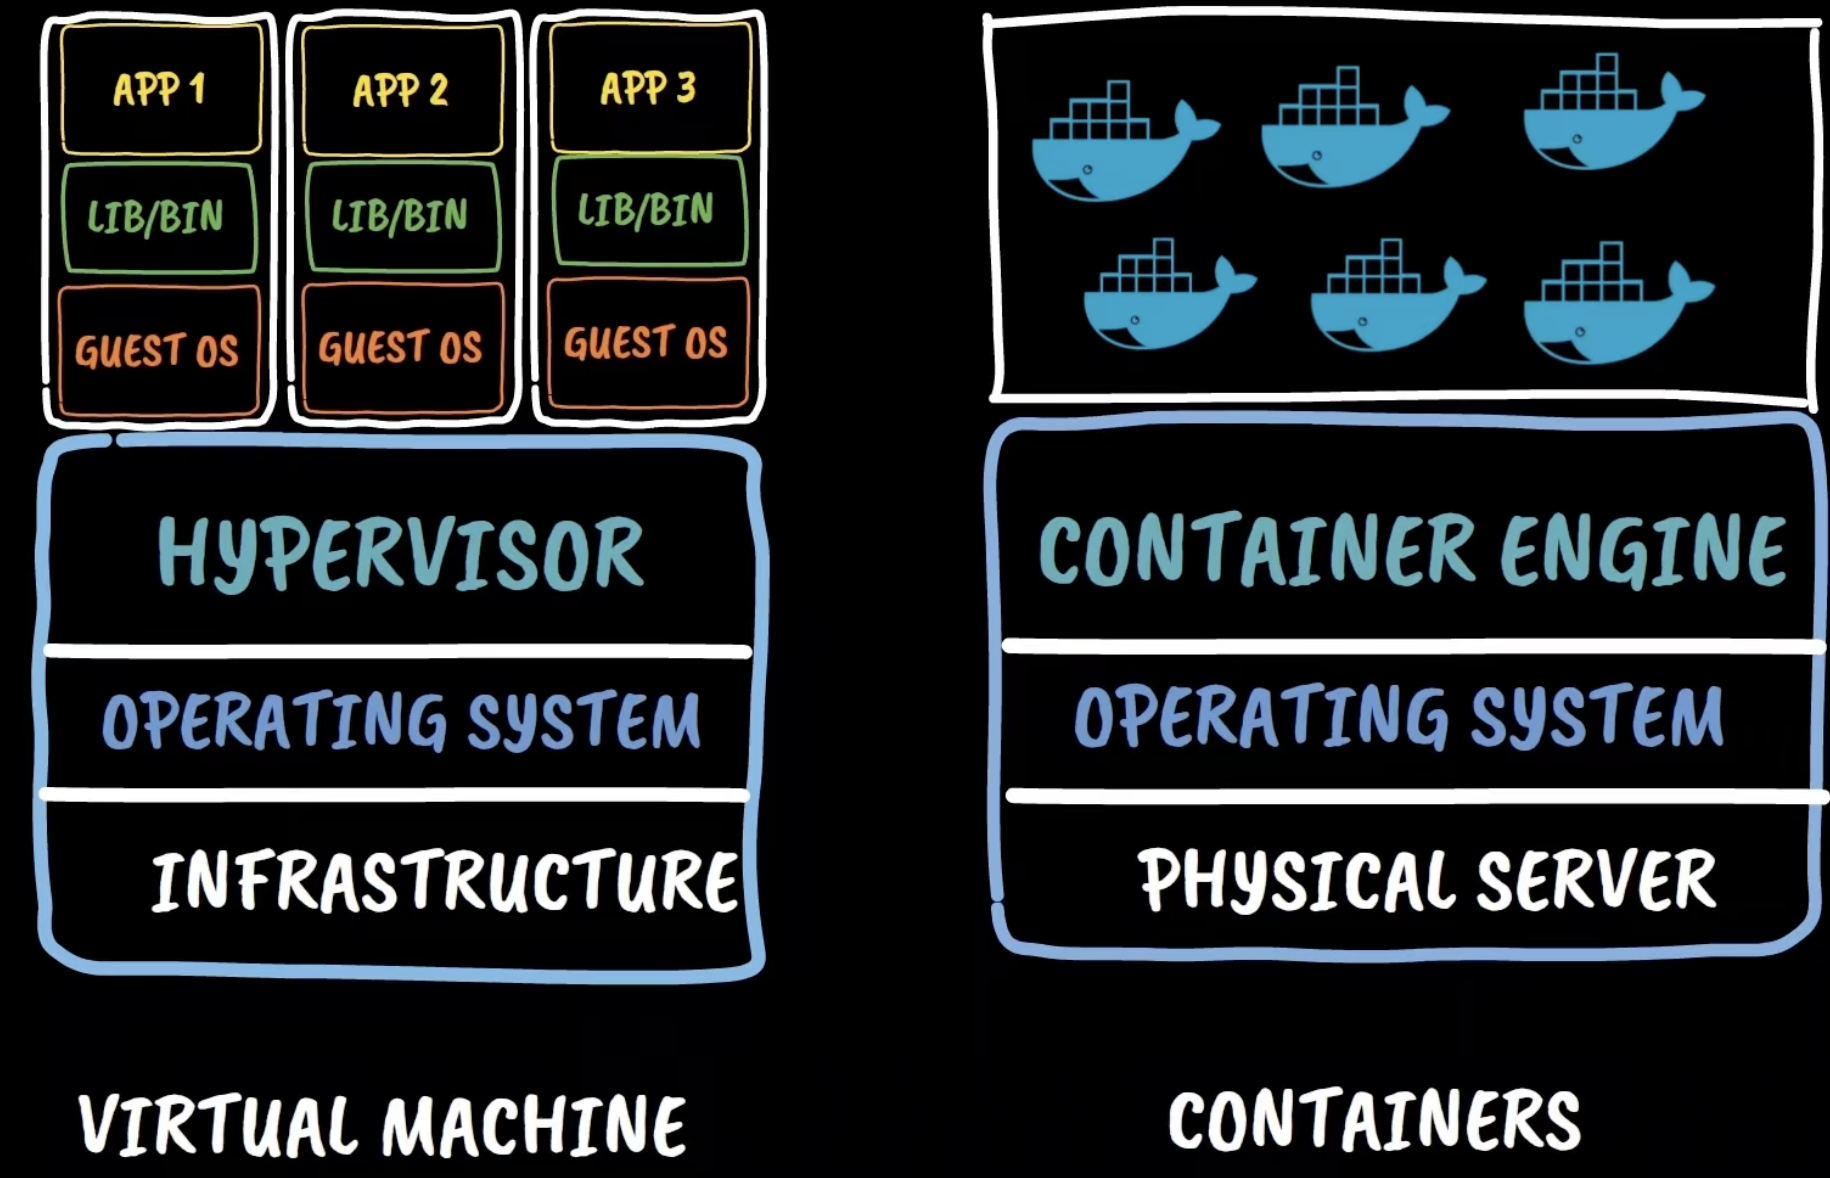 APP 1
APP 2
APP 3
LIB/BIN
LIB/BIN
LIB/BIN
GUEST OS
GUEST OS
GUEST OS
HYPERVISOR
OPERATING SYSTEM
INFRASTRUCTURE
VIRTUAL MACHINE
CONTAINER ENGINE
OPERATING SYSTEM
PHYSICAL SERVER
CONTAINERS